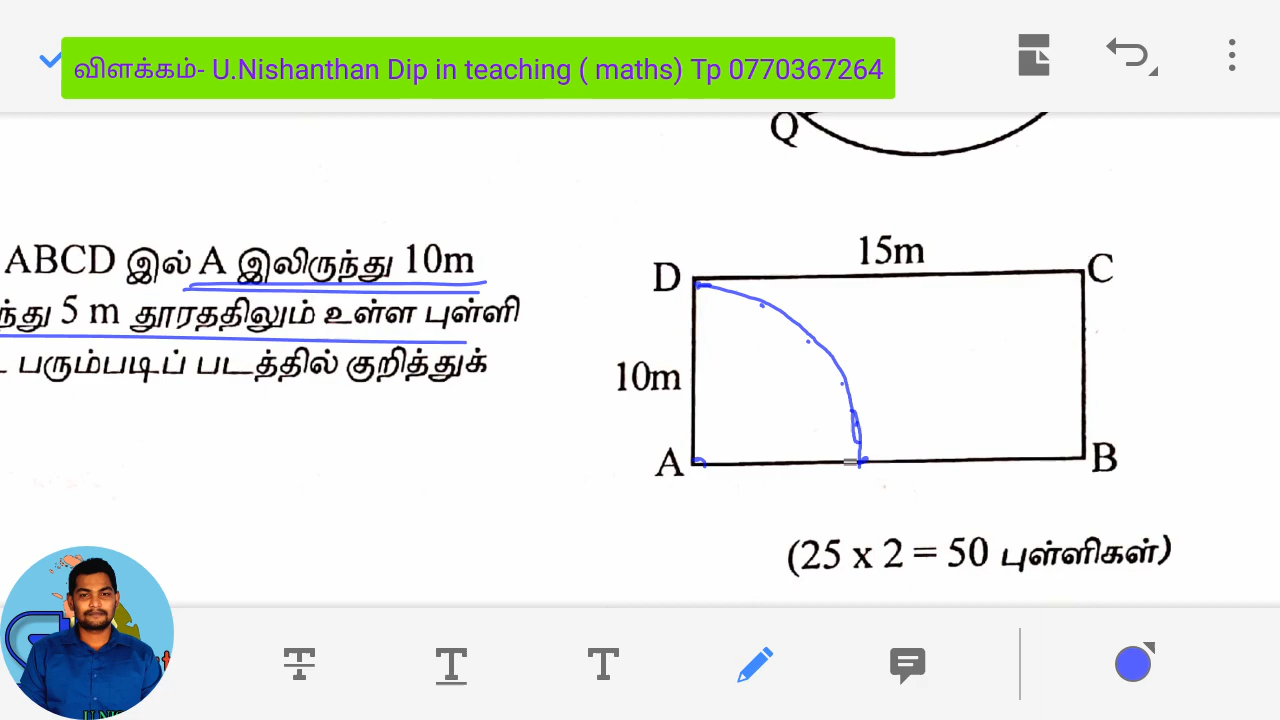 விளக்கம்- U.Nishanthan Dip in teaching ( maths) Tp 0770367264
Q
ABCD இல் A இலிருந்து 10m
ந்து 5 m தூரததிலும் உள்ள புள்ளி
பரும்படிப் படத்தில் குறித்துக்
15m
D
C
10m
A
B
(25 x 2 = 50 புள்ளிகள்)